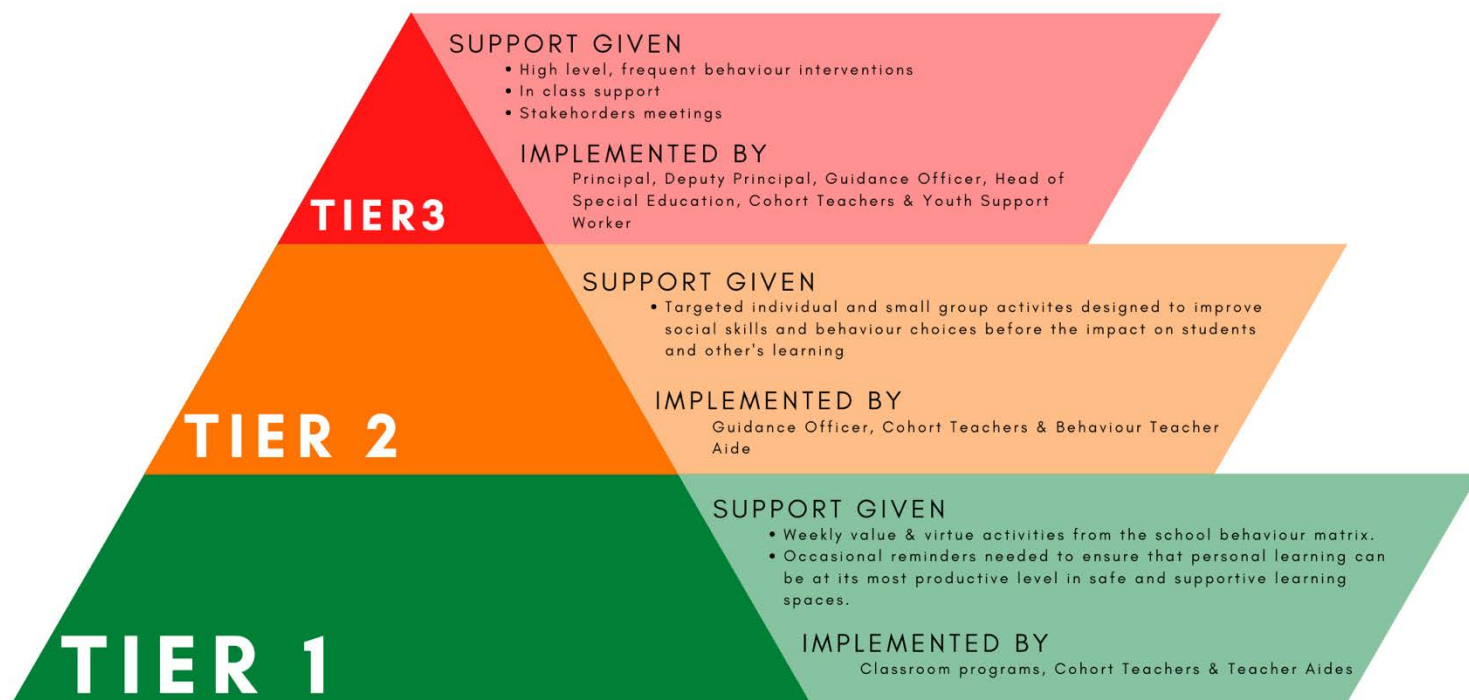 SUPPORT GIVEN
• High level, frequent behaviour interventions
• In class support
• Stakehorders meetings
IMPLEMENTED BY
Principal, Deputy Principal, Guidance Officer, Head of
Special Education, Cohort Teachers & Youth Support
Worker
TIER3
SUPPORT GIVEN
• Targeted individual and small group activites designed to improve
social skills and behaviour choices before the impact on students
and other's learning
IMPLEMENTED BY
Guidance Officer, Cohort Teachers & Behaviour Teacher
Aide
TIER 2
SUPPORT GIVEN
• Weekly value & virtue activities from the school behaviour matrix.
• Occasional reminders needed to ensure that personal learning can
be at its most productive level in safe and supportive learning
spaces.
IMPLEMENTED BY
Classroom programs, Cohort Teachers & Teacher Aides
TIER 1